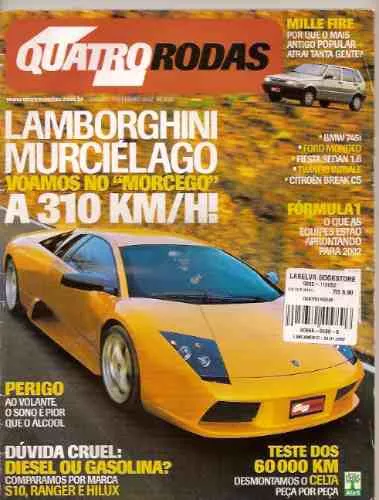 QUATRO RODAS
MILLE FIRE
POR QUE O MAIS
ANTIGO POPULAR
ATRAI TANTA GENTE?
LAMBORGHINI
MURCIÉLAGO
VOAMOS NO "MORCEGO"
A 310 KM/H!
• BMW 745i
• FORD MONDEO
• FIESTA SEDAN 1.6
• CITROËN BREAK C5
FÓRMULA 1
O QUE AS
EQUIPES ESTÃO
APRONTANDO
PARA 2002
LASELVA BOOKSTORE
PERIGO
AO VOLANTE,
O SONO É PIOR
QUE O ÁLCOOL
DÚVIDA CRUEL:
DIESEL OU GASOLINA?
COMPARAMOS POR MARCA
S10, RANGER E HILUX
TESTE DOS
60 000 KM
DESMONTAMOS O CELTA
PEÇA POR PEÇA
Abril